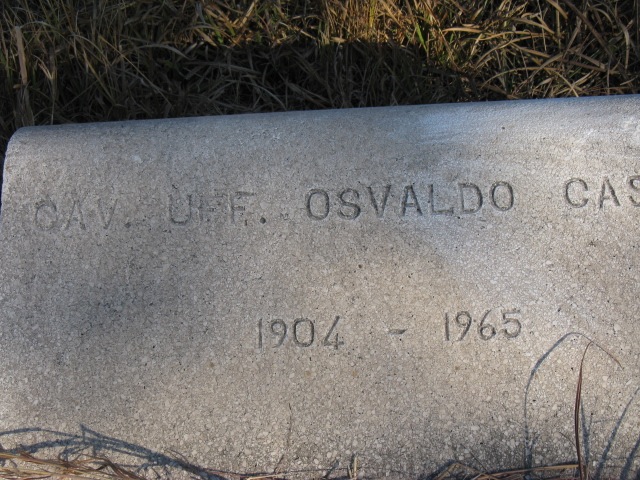 CAV. UFF. OSVALDO CAS
1904 - 1965